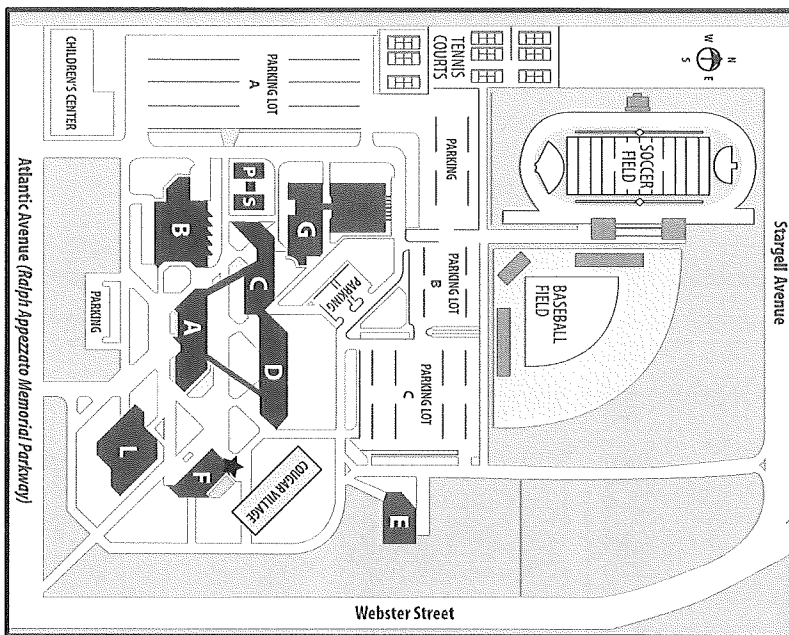 N
W
E
S
CHILDREN'S CENTER
PARKING LOT
A
TENNIS
COURTS
PARKING
SOCCER
FIELD
Stargell Avenue
P-S
B
G
C
PARKING
PARKING LOT
B
BASEBALL
FIELD
PARKING
A
D
PARKING LOT
C
L
F
COUGAR VILLAGE
E
Atlantic Avenue (Ralph Appezzato Memorial Parkway)
Webster Street